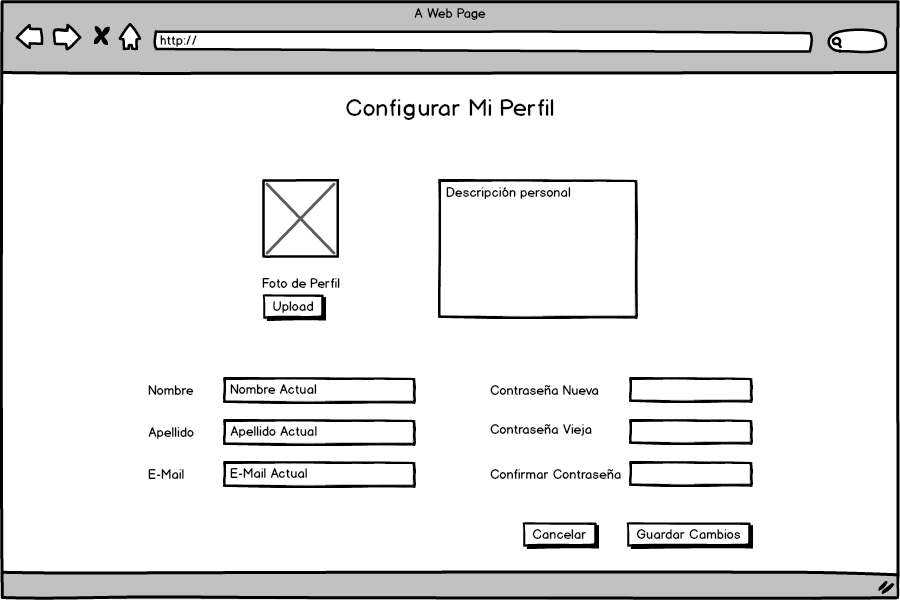 A Web Page
http://
Configurar Mi Perfil
Descripción personal
Foto de Perfil
Upload
Nombre
Nombre Actual
Contraseña Nueva
Apellido
Apellido Actual
Contraseña Vieja
E-Mail
E-Mail Actual
Confirmar Contraseña
Cancelar
Guardar Cambios